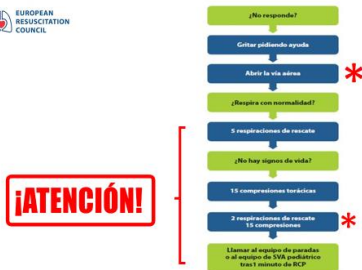 EUROPEAN
RESUSCITATION
COUNCIL
¿No responde?
Gritar pidiendo ayuda
Abrir la vía aérea
*
¿Respira con normalidad?
5 respiraciones de rescate
¿No hay signos de vida?
¡ATENCIÓN!
15 compresiones torácicas
2 respiraciones de rescate
15 compresiones
*
Llamar al equipo de paradas
o al equipo de SVA pediátrico
tras1 minuto de RCP